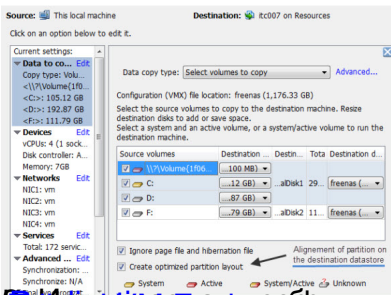 Source: This local machine Destination: itc007 on Resources
Click on an option below to edit it.
Current settings:
Data to co... Edit
Copy type: Volu...
<\\?\Volume{1f0...
<C:>: 105.12 GB
<D:>: 192.87 GB
<F:>: 111.79 GB
Devices Edit
vCPUs: 4 (1 sock...
Disk controller: A...
Memory: 7GB
Networks Edit
NIC1: vm
NIC2: vm
NIC3: vm
NIC4: vm
Services Edit
Total: 172 servic...
Advanced ... Edit
Synchronization: ...
Synchronize: N/A
Data copy type: Select volumes to copy Advanced...
Configuration (VMX) file location: freenas (1,176.33 GB)
Select the source volumes to copy to the destination machine. Resize
destination disks to add or save space.
Select a system and an active volume, or a system/active volume to run the
destination machine.
Source volumes Destination ... Destin... Tota Destination d...
\\?\Volume{1f06... ...100 MB)
C: ...12 GB) ...alDisk1 29... freenas (...
D: ...87 GB)
F: ...79 GB) ...alDisk2 11... freenas (...
Ignore page file and hibernation file
Create optimized partition layout
Alignement of partition on
the destination datastore
System Active System/Active Unknown